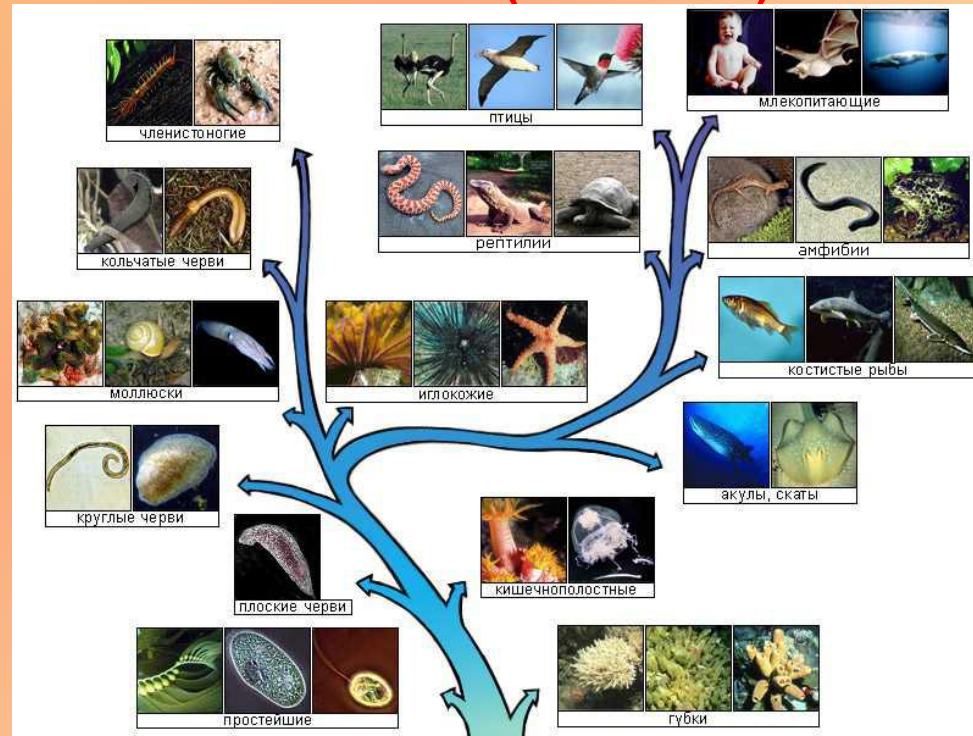 млекопитающие
птицы
членистоногие
рептилии
амфибии
кольчатые черви
костистые рыбы
моллюски
иглокожие
акулы, скаты
круглые черви
кишечнополостные
плоские черви
простейшие
губки